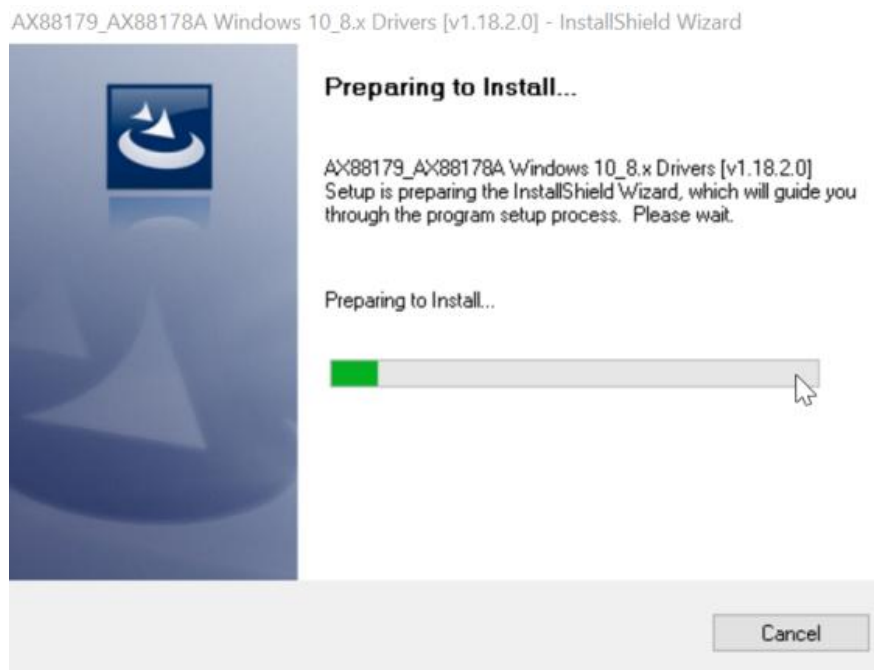 AX88179_AX88178A Windows 10_8.x Drivers [v1.18.2.0] - InstallShield Wizard
Preparing to Install...
AX88179_AX88178A Windows 10_8.x Drivers [v1.18.2.0]
Setup is preparing the InstallShield Wizard, which will guide you
through the program setup process.  Please wait.
Preparing to Install...
Cancel